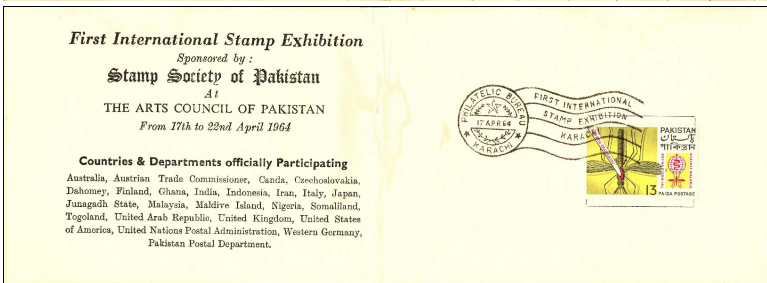 First International Stamp Exhibition
Sponsored by :
Stamp Society of Pakistan
At
THE ARTS COUNCIL OF PAKISTAN
From 17th to 22nd April 1964
Countries & Departments officially Participating
Australia, Austrian Trade Commissioner, Canda, Czechoslovakia,
Dahomey, Finland, Ghana, India, Indonesia, Iran, Italy, Japan,
Junagadh State, Malaysia, Maldive Island, Nigeria, Somaliland,
Togoland, United Arab Republic, United Kingdom, United States
of America, United Nations Postal Administration, Western Germany,
Pakistan Postal Department.
PHILATELIC BUREAU
17 APR 64
KARACHI
FIRST INTERNATIONAL
STAMP EXHIBITION
KARACHI
PAKISTAN
پاکستان
পাকিস্তান
13
PAISA POSTAGE